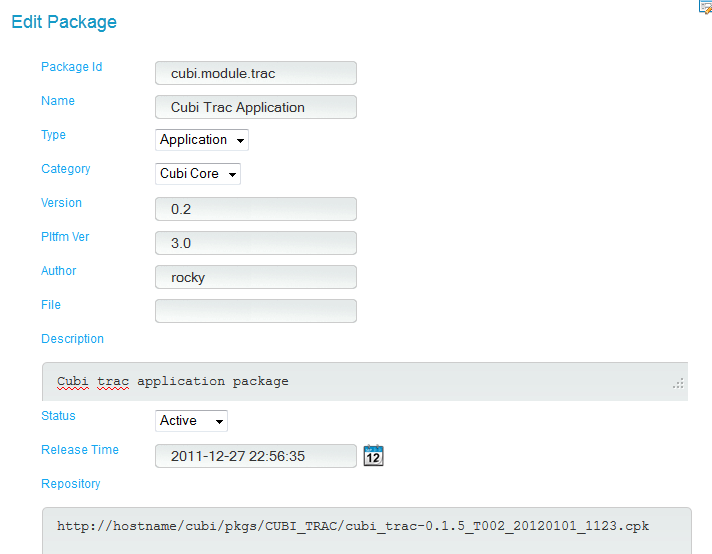 Edit Package
Package Id cubi.module.trac
Name Cubi Trac Application
Type Application
Category Cubi Core
Version 0.2
Pltfm Ver 3.0
Author rocky
File
Description
Cubi trac application package
Status Active
Release Time 2011-12-27 22:56:35 12
Repository
http://hostname/cubi/pkgs/CUBI_TRAC/cubi_trac-0.1.5_T002_20120101_1123.cpk